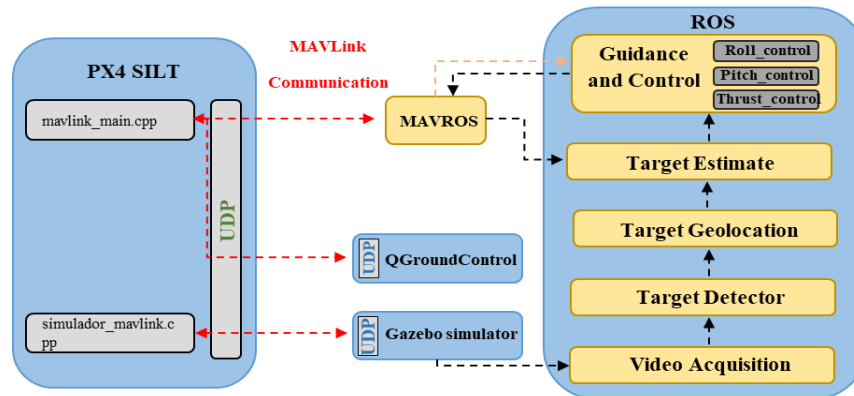 ROS
MAVLink
Communication
PX4 SILT
mavlink_main.cpp
UDP
simulador_mavlink.c
pp
MAVROS
UDP
QGroundControl
UDP
Gazebo simulator
Guidance
and Control
Roll_control
Pitch_control
Thrust_control
Target Estimate
Target Geolocation
Target Detector
Video Acquisition